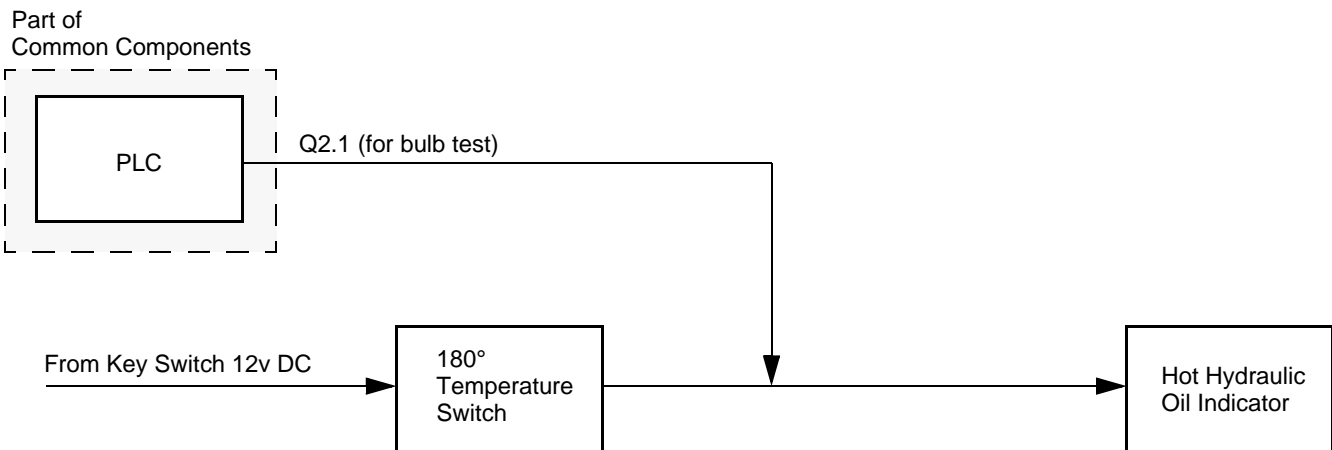 Part of
Common Components
PLC
Q2.1 (for bulb test)
From Key Switch 12v DC
180°
Temperature
Switch
Hot Hydraulic
Oil Indicator